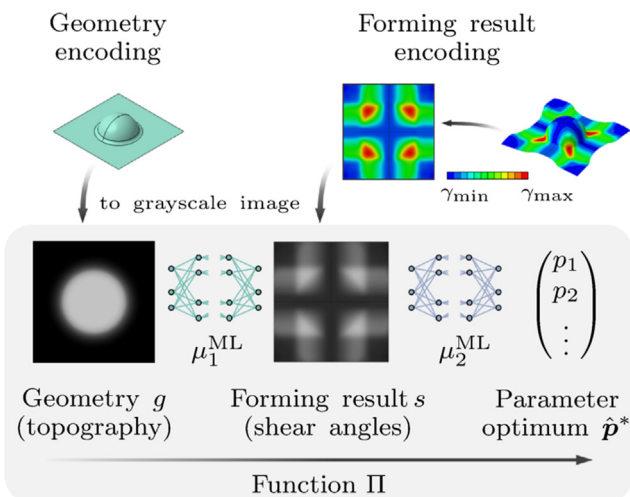 Geometry
encoding
Forming result
encoding
γmin γmax
to grayscale image
μ₁ᴹᴸ
μ₂ᴹᴸ
p₁
p₂
⋮
Geometry g
(topography)
Forming result s
(shear angles)
Parameter
optimum p̂*
Function Π